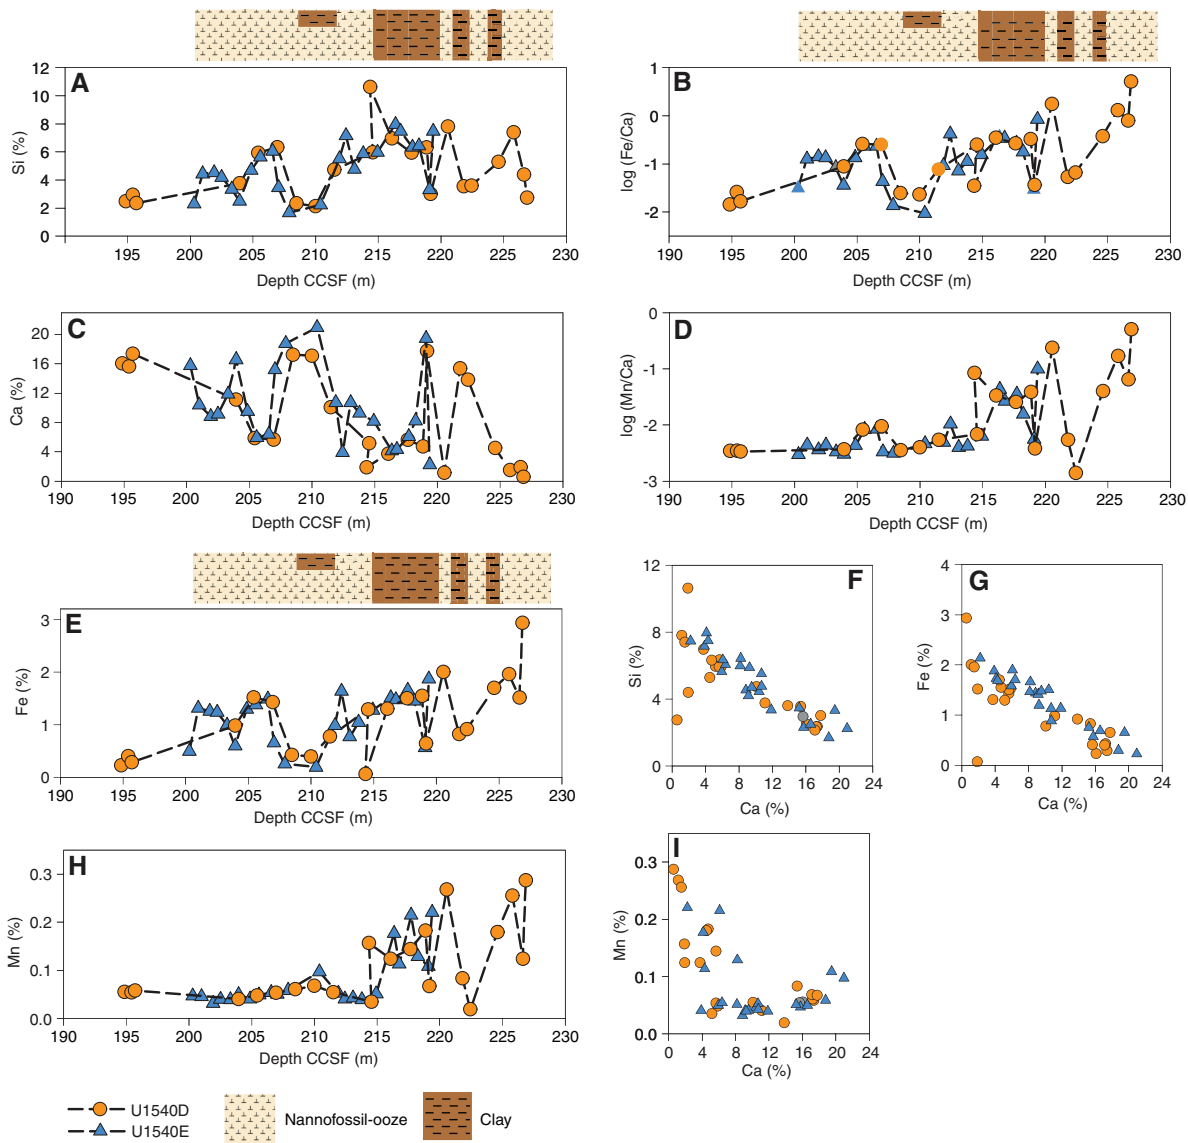 A
12
10
8
6
4
2
0
Si (%)
195 200 205 210 215 220 225 230
Depth CCSF (m)
B
1
0
-1
-2
log (Fe/Ca)
195 200 205 210 215 220 225 230
Depth CCSF (m)
C
20
16
12
8
4
0
Ca (%)
190 195 200 205 210 215 220 225 230
Depth CCSF (m)
D
-0
-1
-2
-3
log (Mn/Ca)
190 195 200 205 210 215 220 225 230
Depth CCSF (m)
E
3
2
1
0
Fe (%)
190 195 200 205 210 215 220 225 230
Depth CCSF (m)
F
12
8
4
0
Si (%)
0 4 8 12 16 20 24
Ca (%)
G
4
3
2
1
0
Fe (%)
0 4 8 12 16 20 24
Ca (%)
H
0.3
0.2
0.1
0.0
Mn (%)
190 195 200 205 210 215 220 225 230
Depth CCSF (m)
I
0.3
0.2
0.1
0.0
Mn (%)
0 4 8 12 16 20 24
Ca (%)
U1540D
U1540E
Nannofossil-ooze
Clay